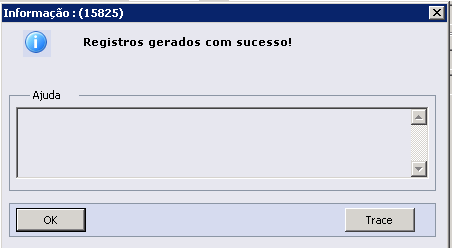 Informação : (15825)
Registros gerados com sucesso!
Ajuda
OK
Trace